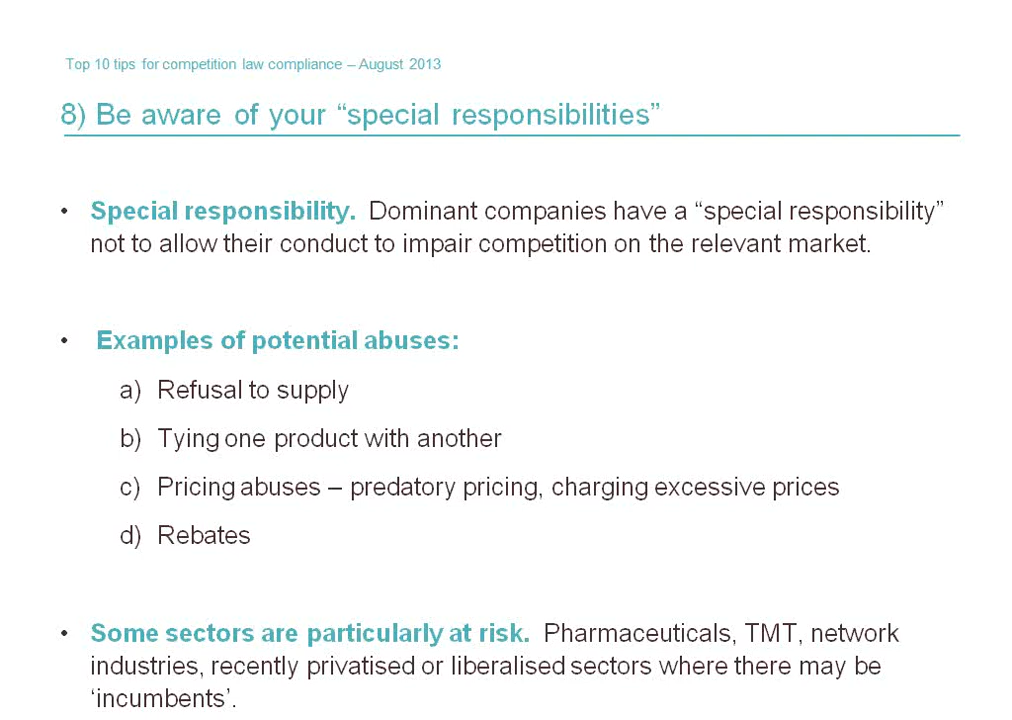 Top 10 tips for competition law compliance – August 2013
8) Be aware of your “special responsibilities”
• Special responsibility. Dominant companies have a “special responsibility”
not to allow their conduct to impair competition on the relevant market.
• Examples of potential abuses:
a) Refusal to supply
b) Tying one product with another
c) Pricing abuses – predatory pricing, charging excessive prices
d) Rebates
• Some sectors are particularly at risk. Pharmaceuticals, TMT, network
industries, recently privatised or liberalised sectors where there may be
‘incumbents’.